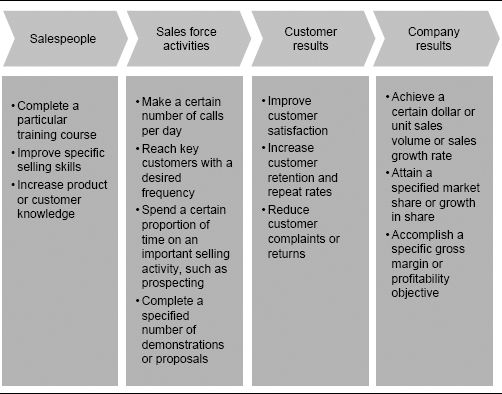 Salespeople
Sales force
activities
Customer
results
Company
results
• Complete a
particular
training course
• Improve specific
selling skills
• Increase product
or customer
knowledge
• Make a certain
number of calls
per day
• Reach key
customers with a
desired
frequency
• Spend a certain
proportion of
time on an
important selling
activity, such as
prospecting
• Complete a
specified
number of
demonstrations
or proposals
• Improve
customer
satisfaction
• Increase
customer
retention and
repeat rates
• Reduce
customer
complaints or
returns
• Achieve a
certain dollar or
unit sales
volume or sales
growth rate
• Attain a
specified market
share or growth
in share
• Accomplish a
specific gross
margin or
profitability
objective